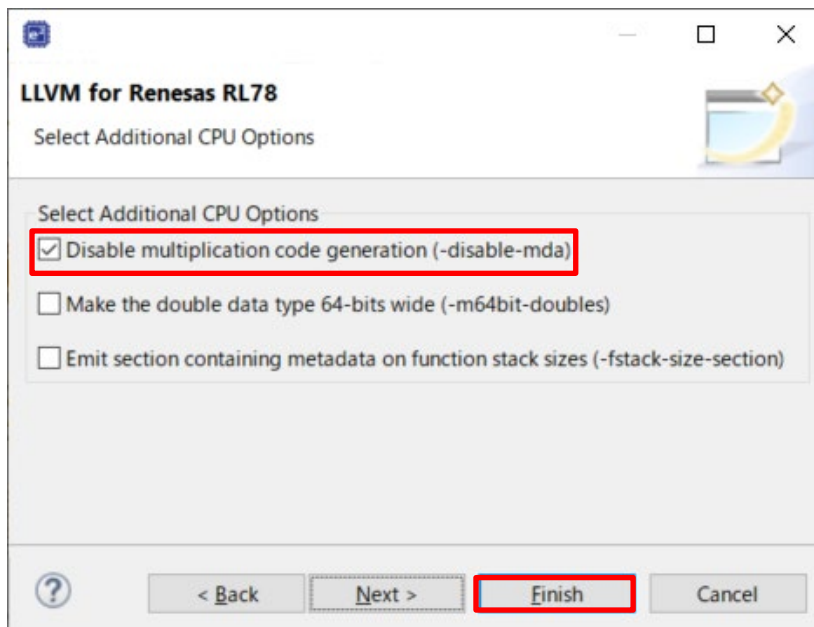 LLVM for Renesas RL78
Select Additional CPU Options
Select Additional CPU Options
Disable multiplication code generation (-disable-mda)
Make the double data type 64-bits wide (-m64bit-doubles)
Emit section containing metadata on function stack sizes (-fstack-size-section)
? < Back Next > Finish Cancel